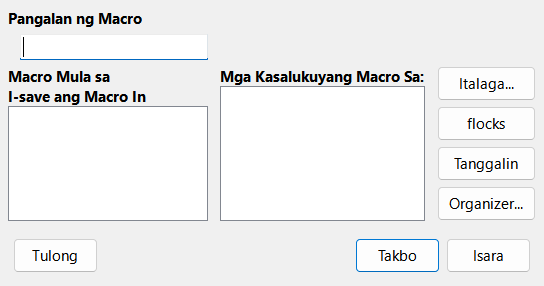 Pangalan ng Macro
Macro Mula sa
I-save ang Macro In
Mga Kasalukuyang Macro Sa:
Italaga...
flocks
Tanggalin
Organizer...
Tulong
Takbo
Isara